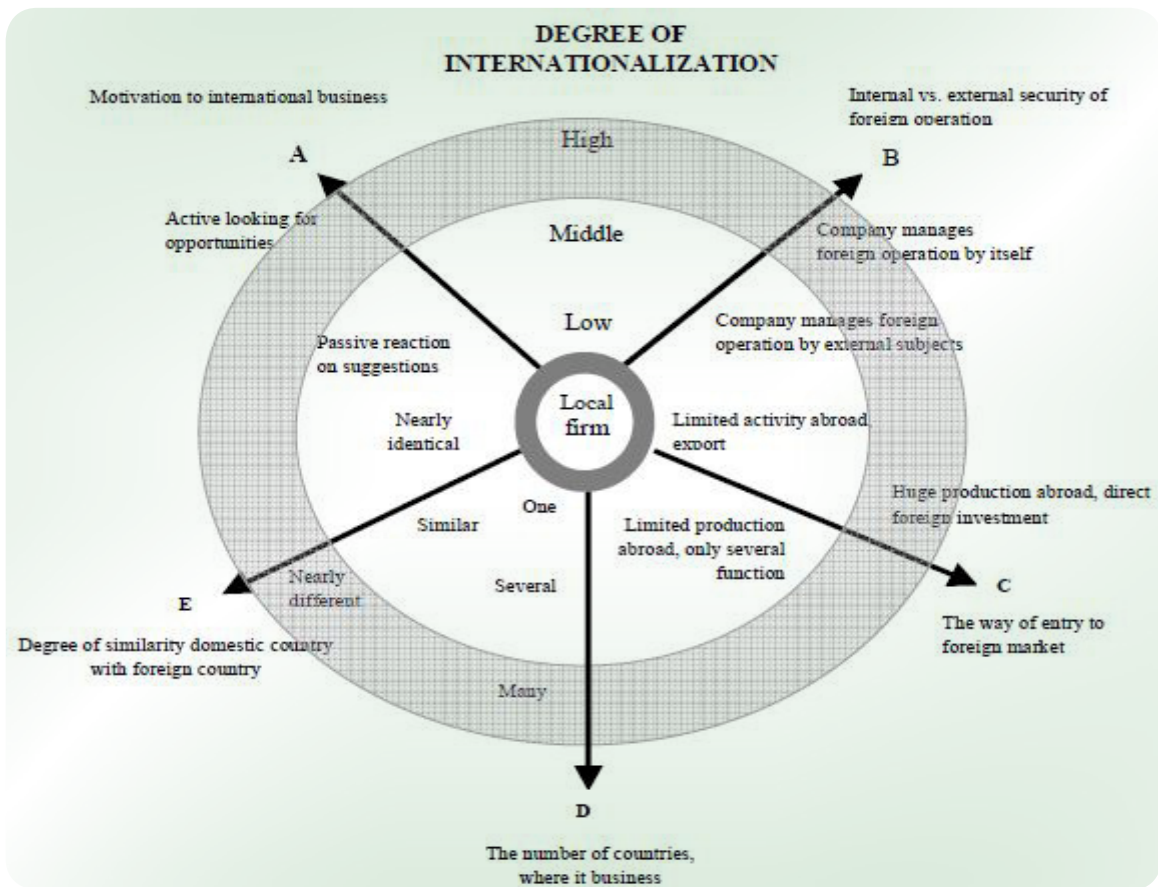 DEGREE OF
INTERNATIONALIZATION
Motivation to international business
Internal vs. external security of
foreign operation
A
B
High
Active looking for
opportunities
Middle
Company manages
foreign operation by itself
Low
Company manages foreign
operation by external subjects
Passive reaction
on suggestions
Local
firm
Nearly
identical
Limited activity abroad,
export
Huge production abroad, direct
foreign investment
One
Similar
Limited production
abroad, only several
function
Several
Nearly
different
E
C
Degree of similarity domestic country
with foreign country
The way of entry to
foreign market
Many
D
The number of countries,
where it business